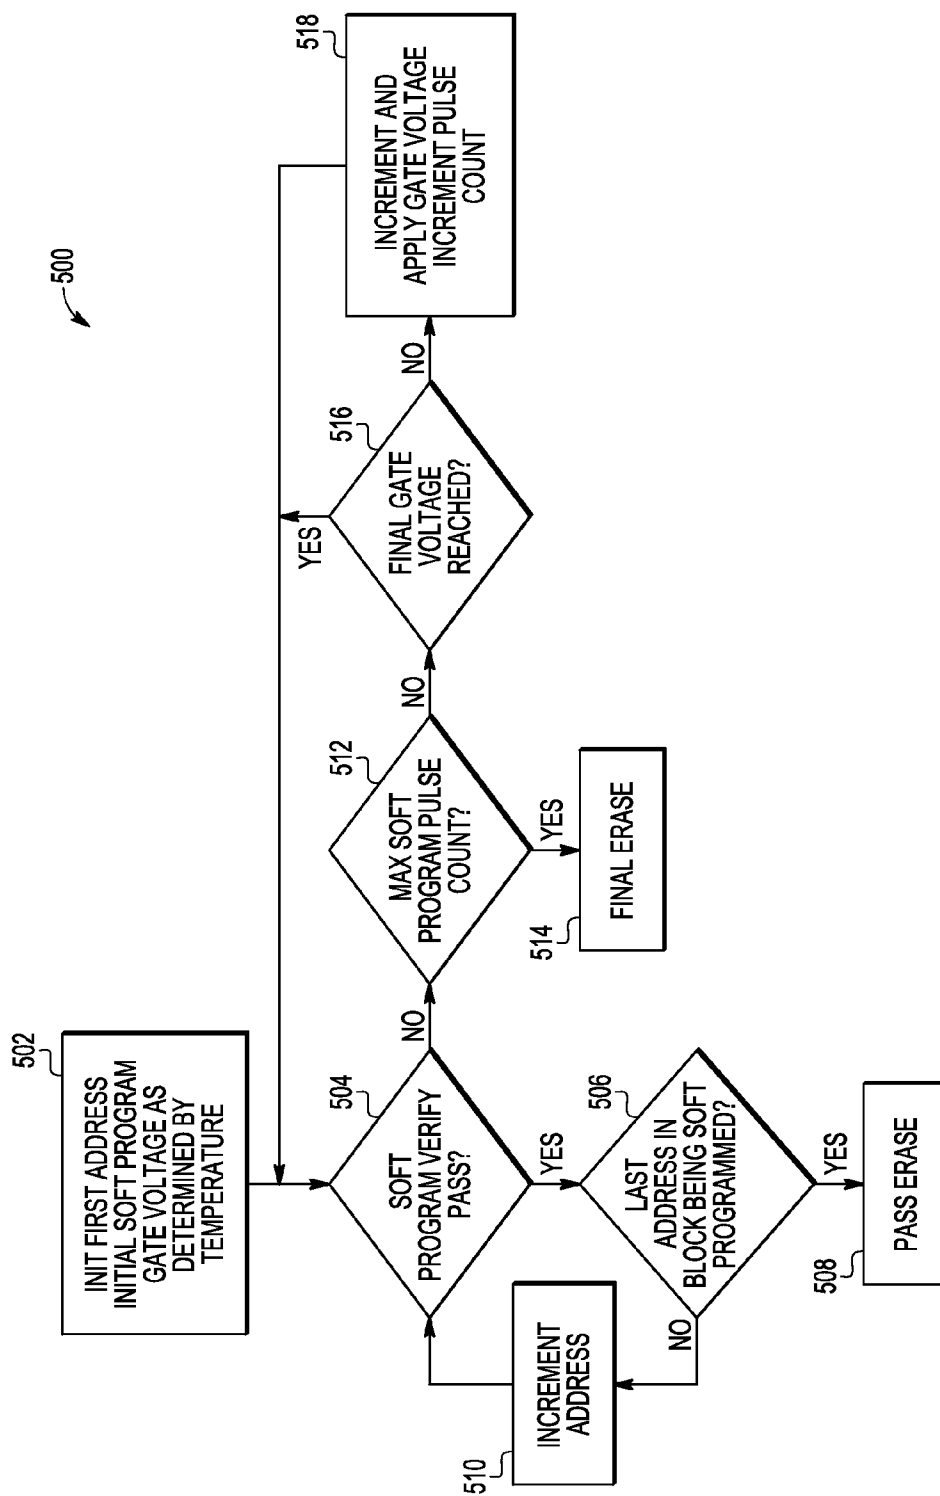 500
502
INIT FIRST ADDRESS
INITIAL SOFT PROGRAM
GATE VOLTAGE AS
DETERMINED BY
TEMPERATURE
504
SOFT
PROGRAM VERIFY
PASS?
NO
YES
506
LAST
ADDRESS IN
BLOCK BEING SOFT
PROGRAMMED?
NO
YES
508
PASS ERASE
510
INCREMENT
ADDRESS
512
MAX SOFT
PROGRAM PULSE
COUNT?
NO
YES
514
FINAL ERASE
516
FINAL GATE
VOLTAGE
REACHED?
YES
NO
518
INCREMENT AND
APPLY GATE VOLTAGE
INCREMENT PULSE
COUNT